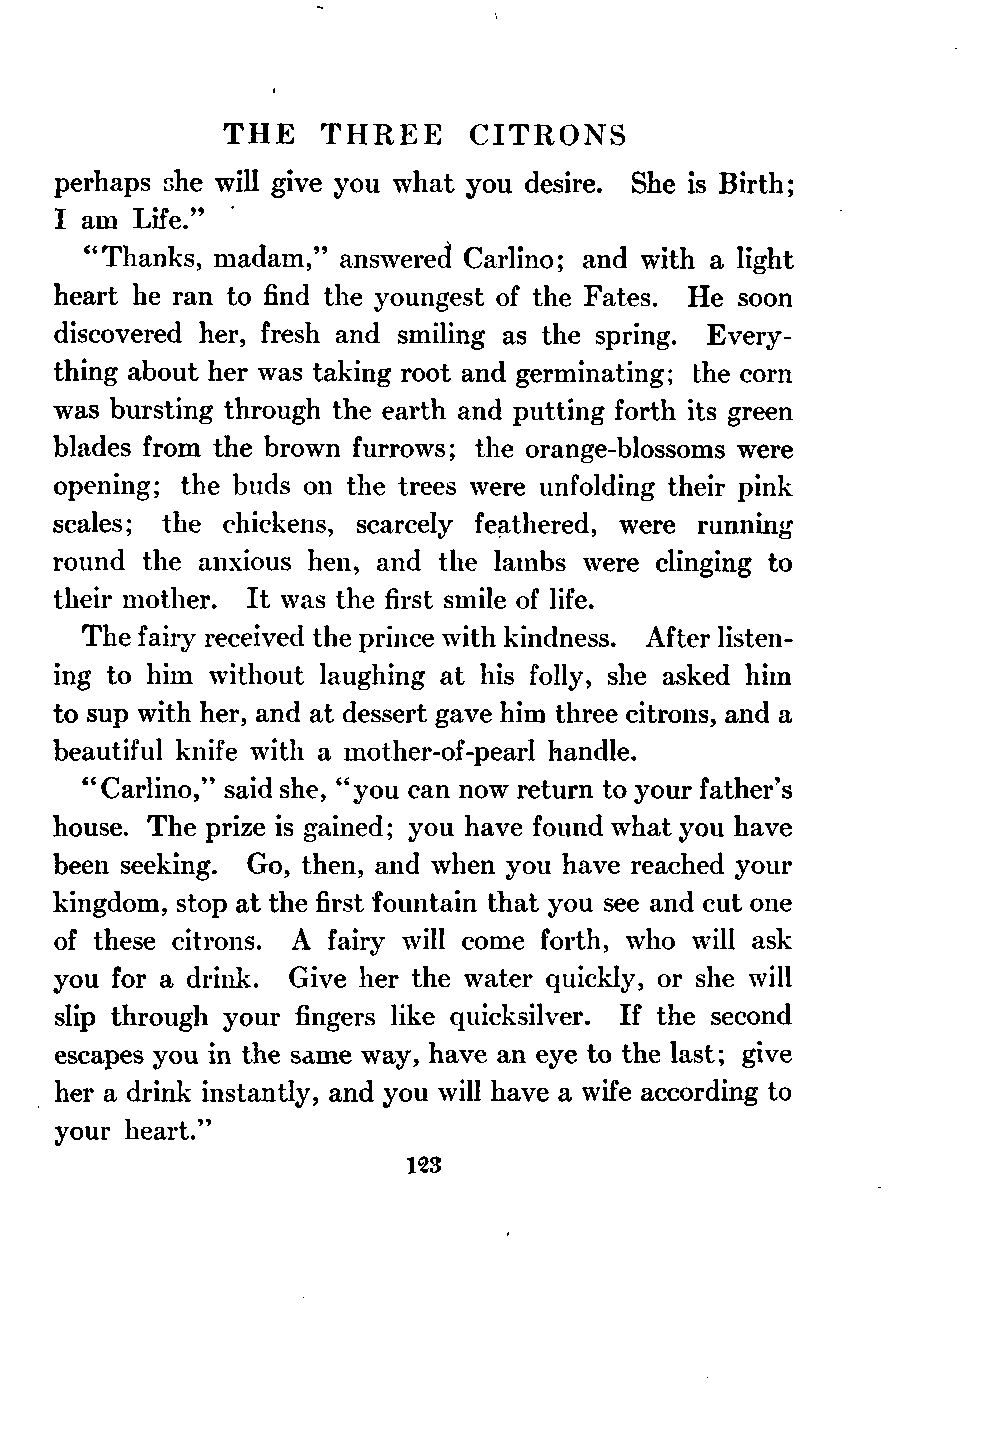 THE THREE CITRONS
perhaps she will give you what you desire. She is Birth;
I am Life."
"Thanks, madam," answered Carlino; and with a light
heart he ran to find the youngest of the Fates. He soon
discovered her, fresh and smiling as the spring. Every-
thing about her was taking root and germinating; the corn
was bursting through the earth and putting forth its green
blades from the brown furrows; the orange-blossoms were
opening; the buds on the trees were unfolding their pink
scales; the chickens, scarcely feathered, were running
round the anxious hen, and the lambs were clinging to
their mother. It was the first smile of life.
The fairy received the prince with kindness. After listen-
ing to him without laughing at his folly, she asked him
to sup with her, and at dessert gave him three citrons, and a
beautiful knife with a mother-of-pearl handle.
"Carlino," said she, "you can now return to your father's
house. The prize is gained; you have found what you have
been seeking. Go, then, and when you have reached your
kingdom, stop at the first fountain that you see and cut one
of these citrons. A fairy will come forth, who will ask
you for a drink. Give her the water quickly, or she will
slip through your fingers like quicksilver. If the second
escapes you in the same way, have an eye to the last; give
her a drink instantly, and you will have a wife according to
your heart."
123